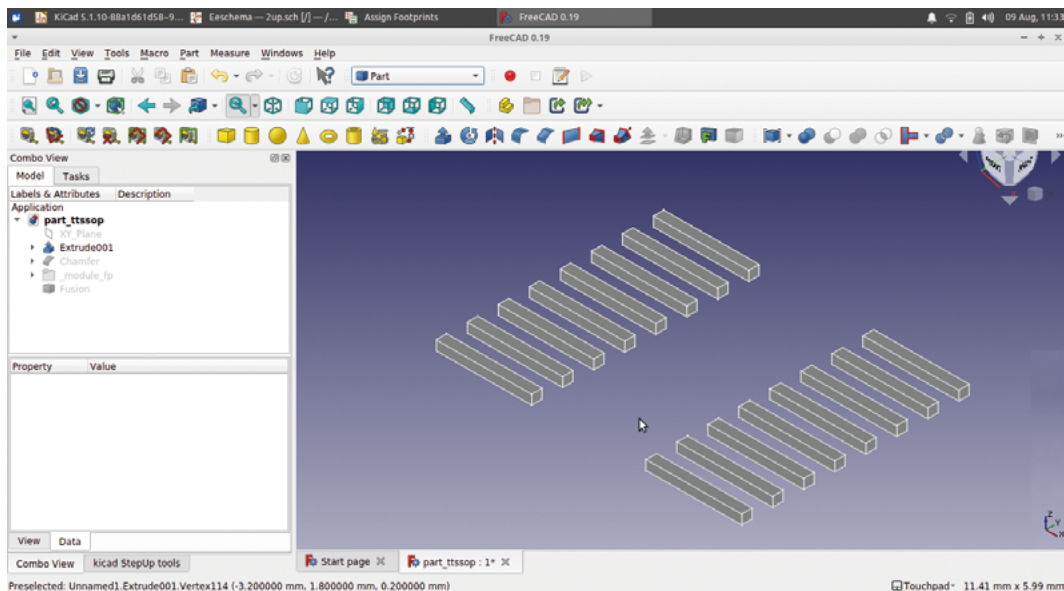 KiCad 5.1.10-88a1d61d58~9... Eeschema — 2up.sch [/] — /... Assign Footprints FreeCAD 0.19 09 Aug, 11:33
FreeCAD 0.19
File Edit View Tools Macro Part Measure Windows Help
Part
Combo View
Model Tasks
Labels & Attributes Description
Application
part_ttssop
XY_Plane
Extrude001
Chamfer
_module_fp
Fusion
Property Value
View Data
Combo View kicad StepUp tools
Start page part_ttssop : 1*
Preselected: Unnamed1.Extrude001.Vertex114 (-3.200000 mm, 1.800000 mm, 0.200000 mm) Touchpad 11.41 mm x 5.99 mm
Z
Y
X